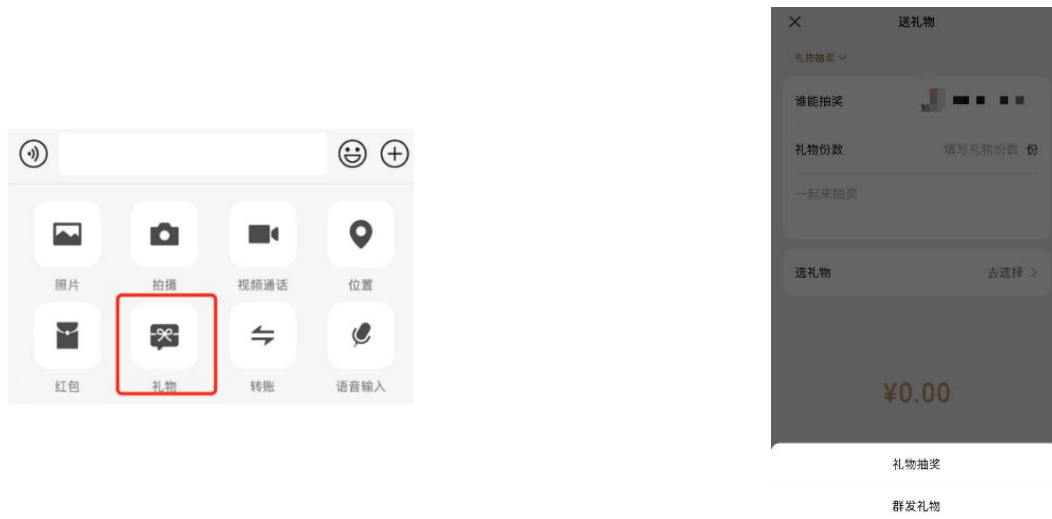 照片
拍摄
视频通话
位置
红包
礼物
转账
语音输入
送礼物
礼物抽奖
谁能抽奖
礼物份数 填写礼物份数 份
一起来抽奖
选礼物 去选择
¥0.00
礼物抽奖
群发礼物